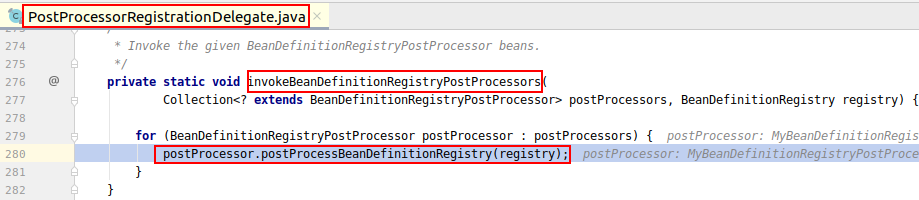 PostProcessorRegistrationDelegate.java
274 * Invoke the given BeanDefinitionRegistryPostProcessor beans.
275 */
276 @ private static void invokeBeanDefinitionRegistryPostProcessors(
277 Collection<? extends BeanDefinitionRegistryPostProcessor> postProcessors, BeanDefinitionRegistry registry) {
278
279 for (BeanDefinitionRegistryPostProcessor postProcessor : postProcessors) { postProcessor: MyBeanDefinitionRegis
280 postProcessor.postProcessBeanDefinitionRegistry(registry); postProcessor: MyBeanDefinitionRegistryPostProce
281 }
282 }